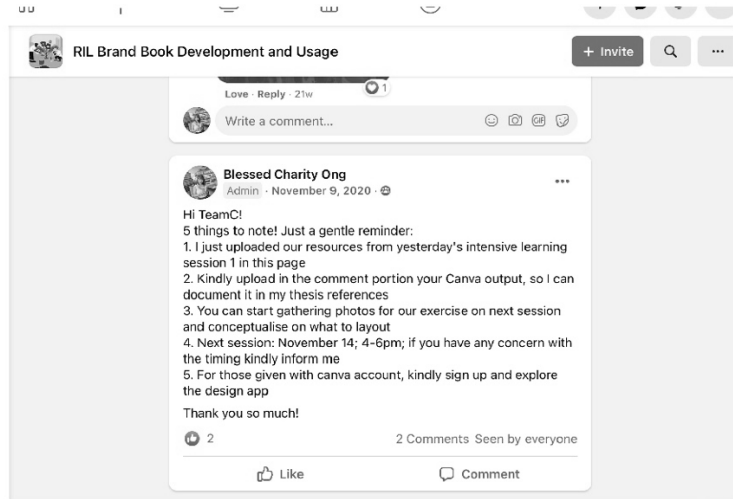 RIL Brand Book Development and Usage
+ Invite
Love · Reply · 21w
1
Write a comment...
GIF
Blessed Charity Ong
Admin · November 9, 2020 ·
Hi TeamC!
5 things to note! Just a gentle reminder:
1. I just uploaded our resources from yesterday's intensive learning
session 1 in this page
2. Kindly upload in the comment portion your Canva output, so I can
document it in my thesis references
3. You can start gathering photos for our exercise on next session
and conceptualise on what to layout
4. Next session: November 14; 4-6pm; if you have any concern with
the timing kindly inform me
5. For those given with canva account, kindly sign up and explore
the design app
Thank you so much!
2
2 Comments Seen by everyone
Like
Comment